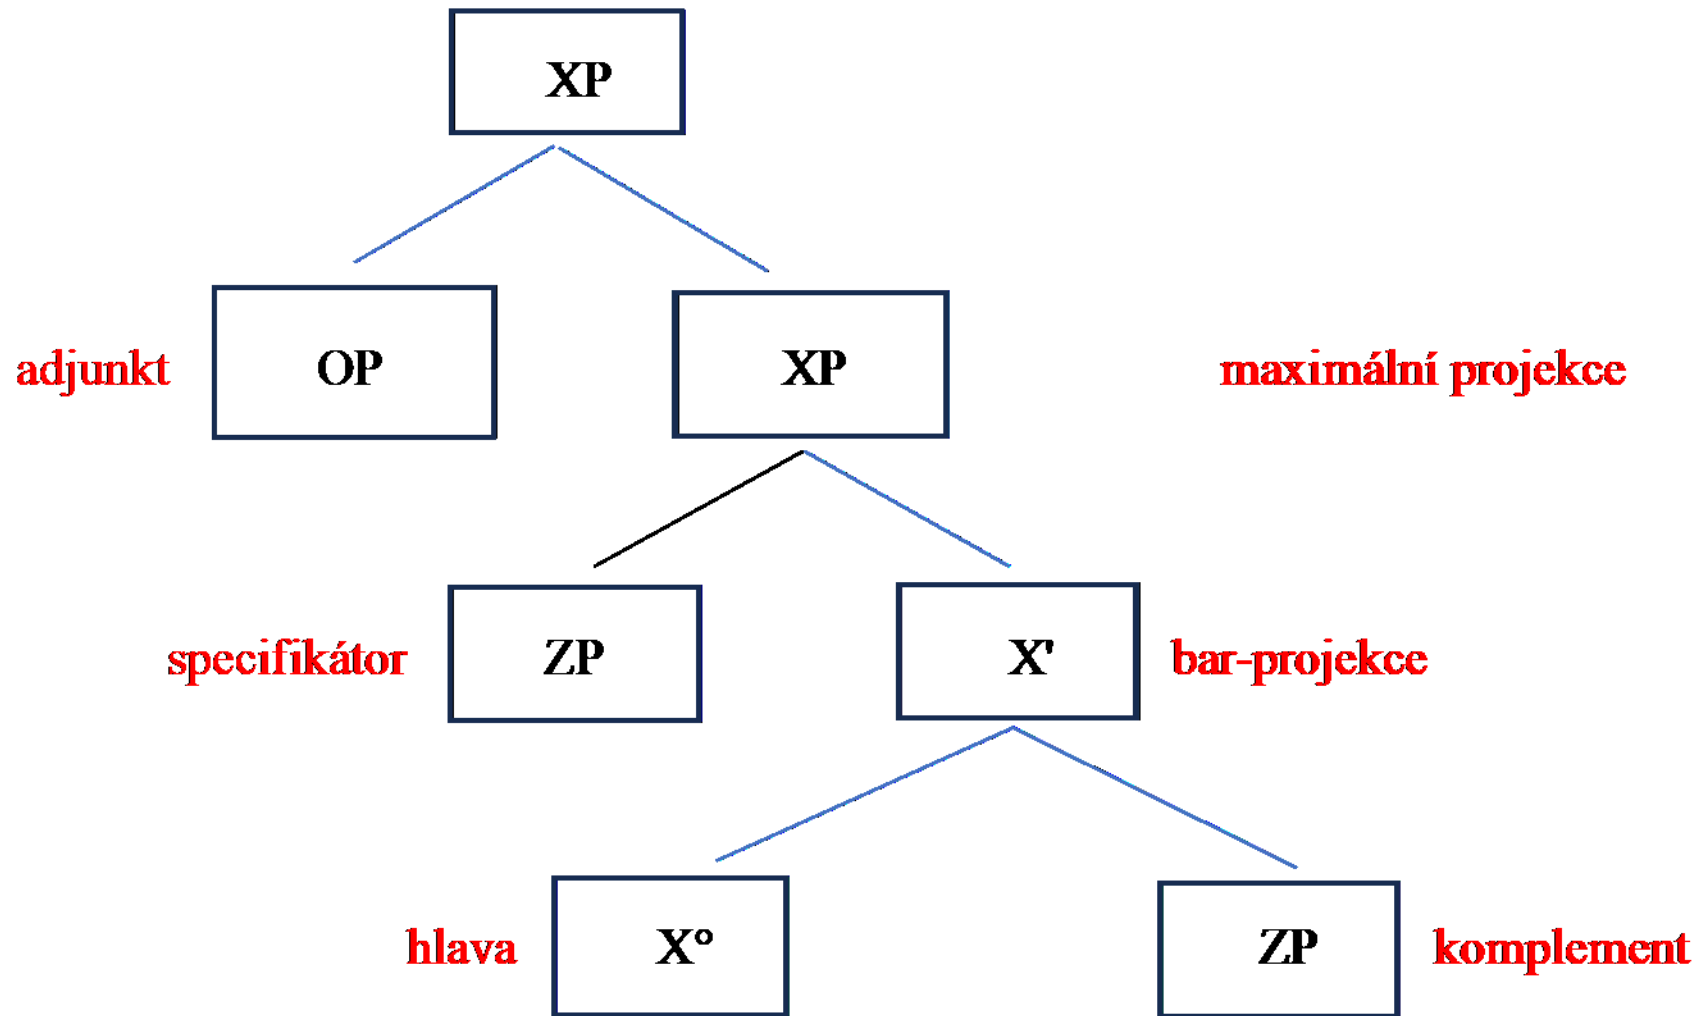 XP
adjunkt OP XP maximální projekce
specifikátor ZP X' bar-projekce
hlava X° ZP komplement